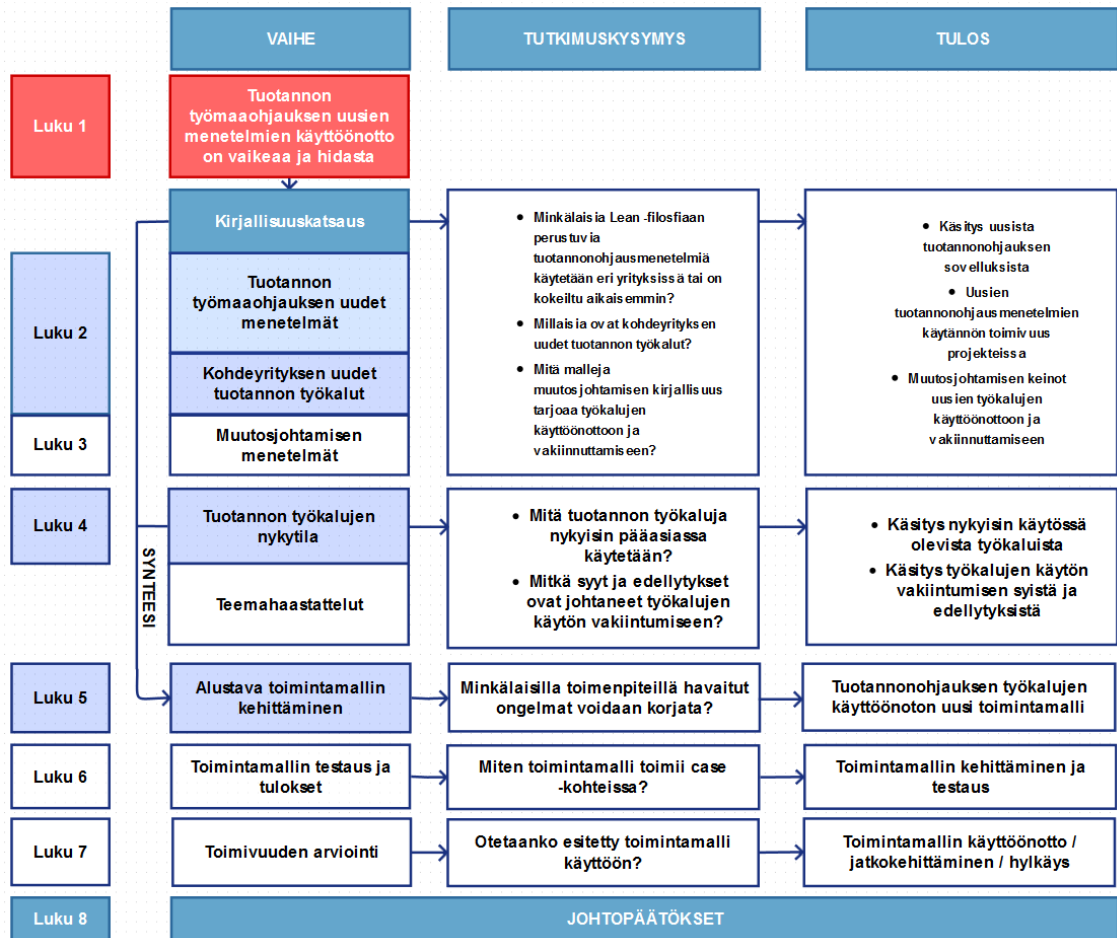 VAIHE
TUTKIMUSKYSYMYS
TULOS
Luku 1
Tuotannon
työmaaohjauksen uusien
menetelmien käyttöönotto
on vaikeaa ja hidasta
Kirjallisuuskatsaus
• Minkälaisia Lean -filosfiaan
perustuvia
tuotannonohjausmenetelmiä
käytetään eri yrityksissä tai on
kokeiltu aikaisemmin?
• Millaisia ovat kohdeyrityksen
uudet tuotannon työkalut?
• Mitä malleja
muutosjohtamisen kirjallisuus
tarjoaa työkalujen
käyttöönottoon ja
vakiinnuttamiseen?
• Käsitys uusista
tuotannonohjauksen
sovelluksista
• Uusien
tuotannonohjausmenetelmien
käytännön toimivuus
projekteissa
• Muutosjohtamisen keinot
uusien työkalujen
käyttöönottoon ja
vakiinnuttamiseen
Luku 2
Tuotannon
työmaaohjauksen uudet
menetelmät
Kohdeyrityksen uudet
tuotannon työkalut
Luku 3
Muutosjohtamisen
menetelmät
Luku 4
Tuotannon työkalujen
nykytila
Teemahaastattelut
• Mitä tuotannon työkaluja
nykyisin pääasiassa
käytetään?
• Mitkä syyt ja edellytykset
ovat johtaneet työkalujen
käytön vakiintumiseen?
• Käsitys nykyisin käytössä
olevista työkaluista
• Käsitys työkalujen käytön
vakiintumisen syistä ja
edellytyksistä
SYNTEESI
Luku 5
Alustava toimintamallin
kehittäminen
Minkälaisilla toimenpiteillä havaitut
ongelmat voidaan korjata?
Tuotannonohjauksen työkalujen
käyttöönoton uusi toimintamalli
Luku 6
Toimintamallin testaus ja
tulokset
Miten toimintamalli toimii case
-kohteissa?
Toimintamallin kehittäminen ja
testaus
Luku 7
Toimivuuden arviointi
Otetaanko esitetty toimintamalli
käyttöön?
Toimintamallin käyttöönotto /
jatkokehittäminen / hylkäys
Luku 8
JOHTOPÄÄTÖKSET